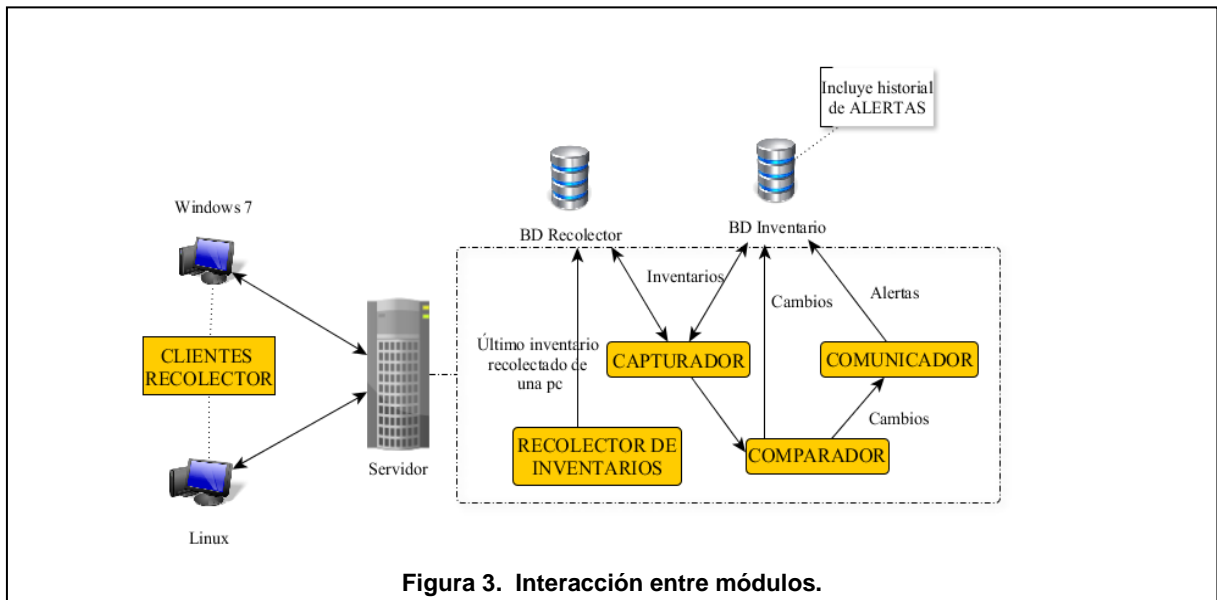 Incluye historial
de ALERTAS
Windows 7
BD Recolector
BD Inventario
Inventarios
Cambios
Alertas
CLIENTES
RECOLECTOR
Último inventario
recolectado de
una pc
CAPTURADOR
COMUNICADOR
Cambios
RECOLECTOR DE
INVENTARIOS
COMPARADOR
Servidor
Linux
Figura 3. Interacción entre módulos.